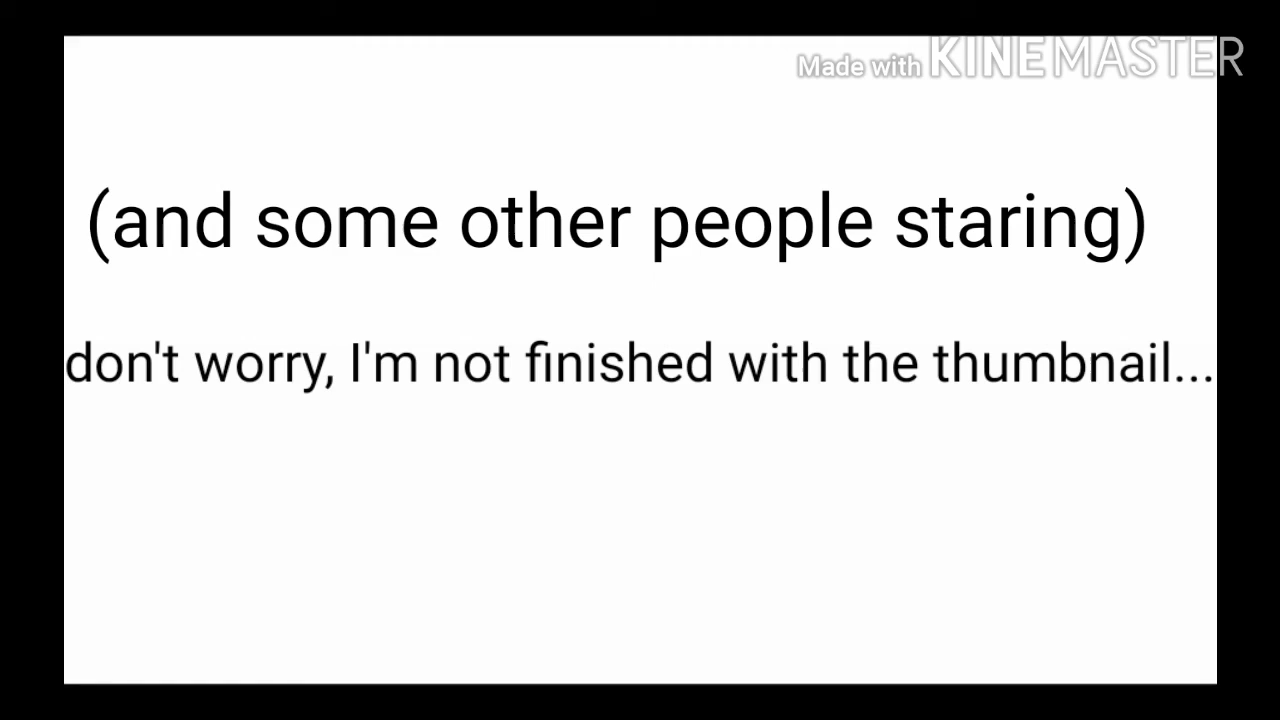 Made with KINEMASTER
(and some other people staring)
don't worry, I'm not finished with the thumbnail...